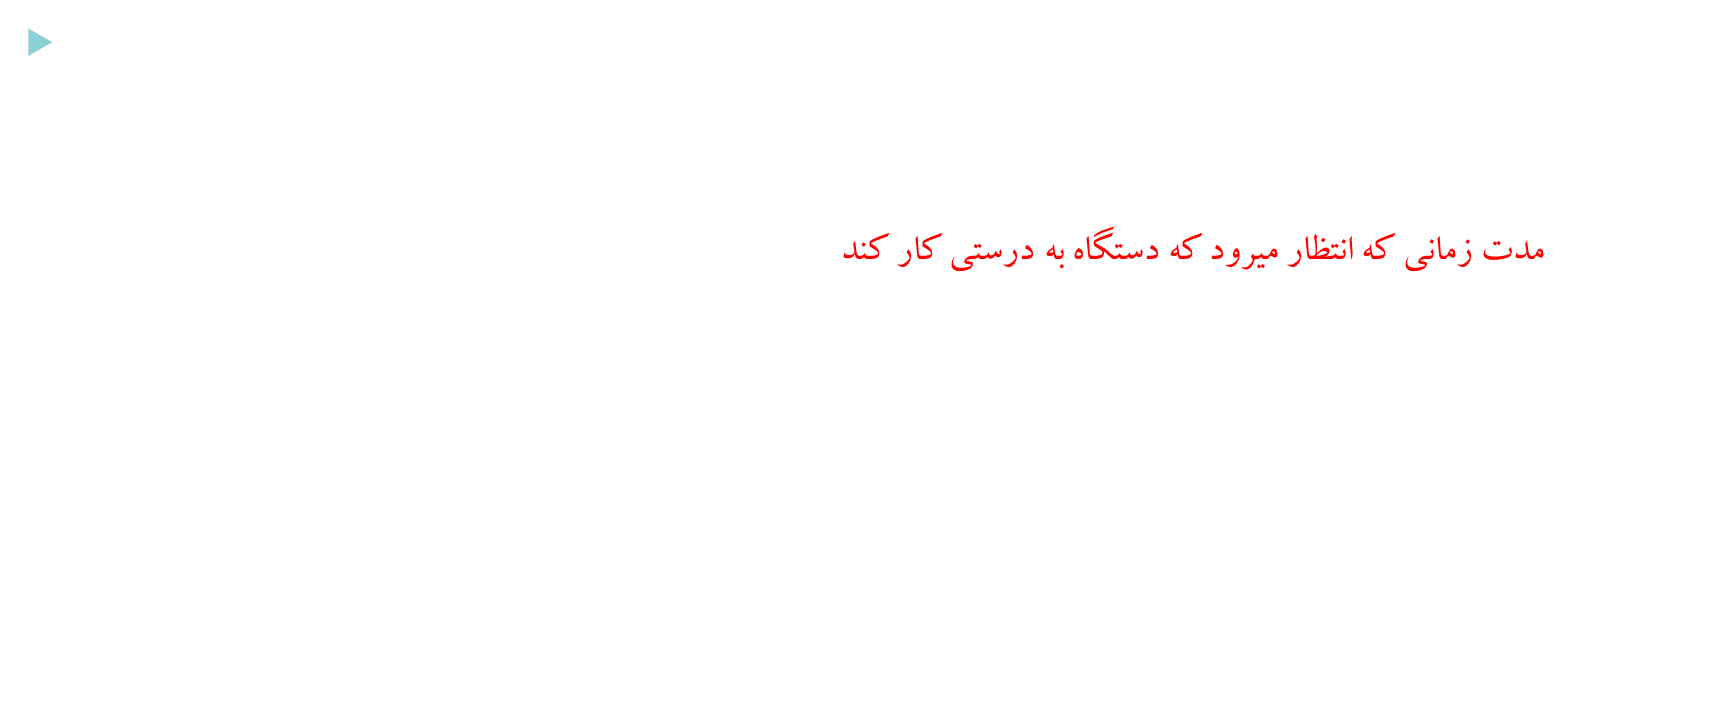 مدت زمانی که انتظار میرود که دستگاه به درستی کار کند